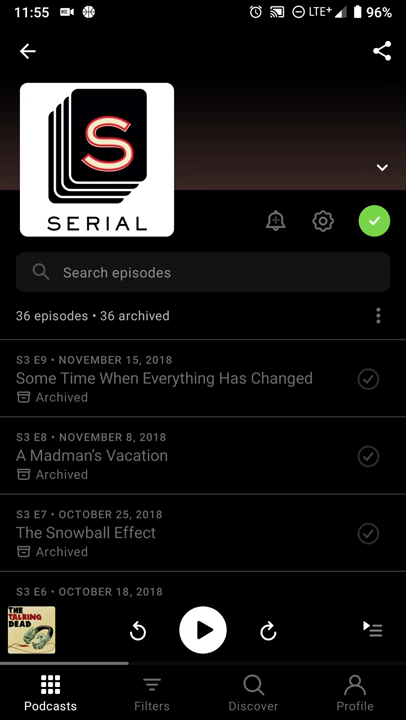 11:55
REC
LTE+
96%
S
SERIAL
Search episodes
36 episodes • 36 archived
S3 E9 • NOVEMBER 15, 2018
Some Time When Everything Has Changed
Archived
S3 E8 • NOVEMBER 8, 2018
A Madman's Vacation
Archived
S3 E7 • OCTOBER 25, 2018
The Snowball Effect
Archived
S3 E6 • OCTOBER 18, 2018
THE
TALKING
DEAD
Podcasts
Filters
Discover
Profile